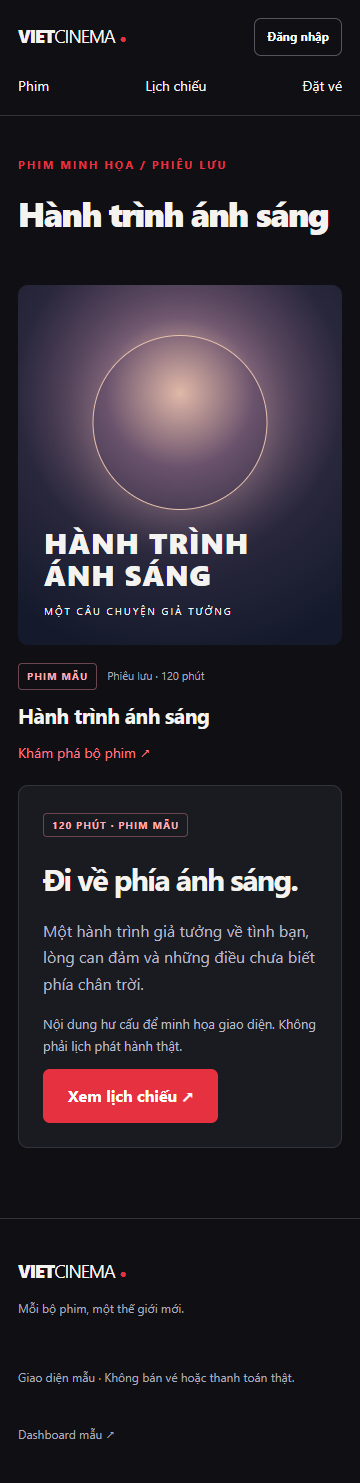 VIETCINEMA
Đăng nhập
Phim
Lịch chiếu
Đặt vé
PHIM MINH HỌA / PHIÊU LƯU
Hành trình ánh sáng
HÀNH TRÌNH
ÁNH SÁNG
MỘT CÂU CHUYỆN GIẢ TƯỞNG
PHIM MẪU
Phiêu lưu · 120 phút
Hành trình ánh sáng
Khám phá bộ phim ↗
120 PHÚT · PHIM MẪU
Đi về phía ánh sáng.
Một hành trình giả tưởng về tình bạn,
lòng can đảm và những điều chưa biết
phía chân trời.
Nội dung hư cấu để minh họa giao diện. Không
phải lịch phát hành thật.
Xem lịch chiếu ↗
VIETCINEMA
Mỗi bộ phim, một thế giới mới.
Giao diện mẫu · Không bán vé hoặc thanh toán thật.
Dashboard mẫu ↗